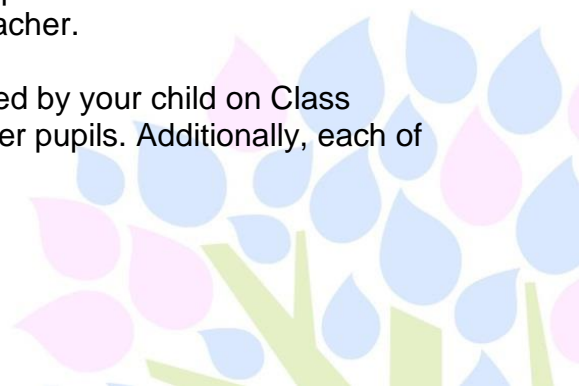 acher.
ed by your child on Class
er pupils. Additionally, each of